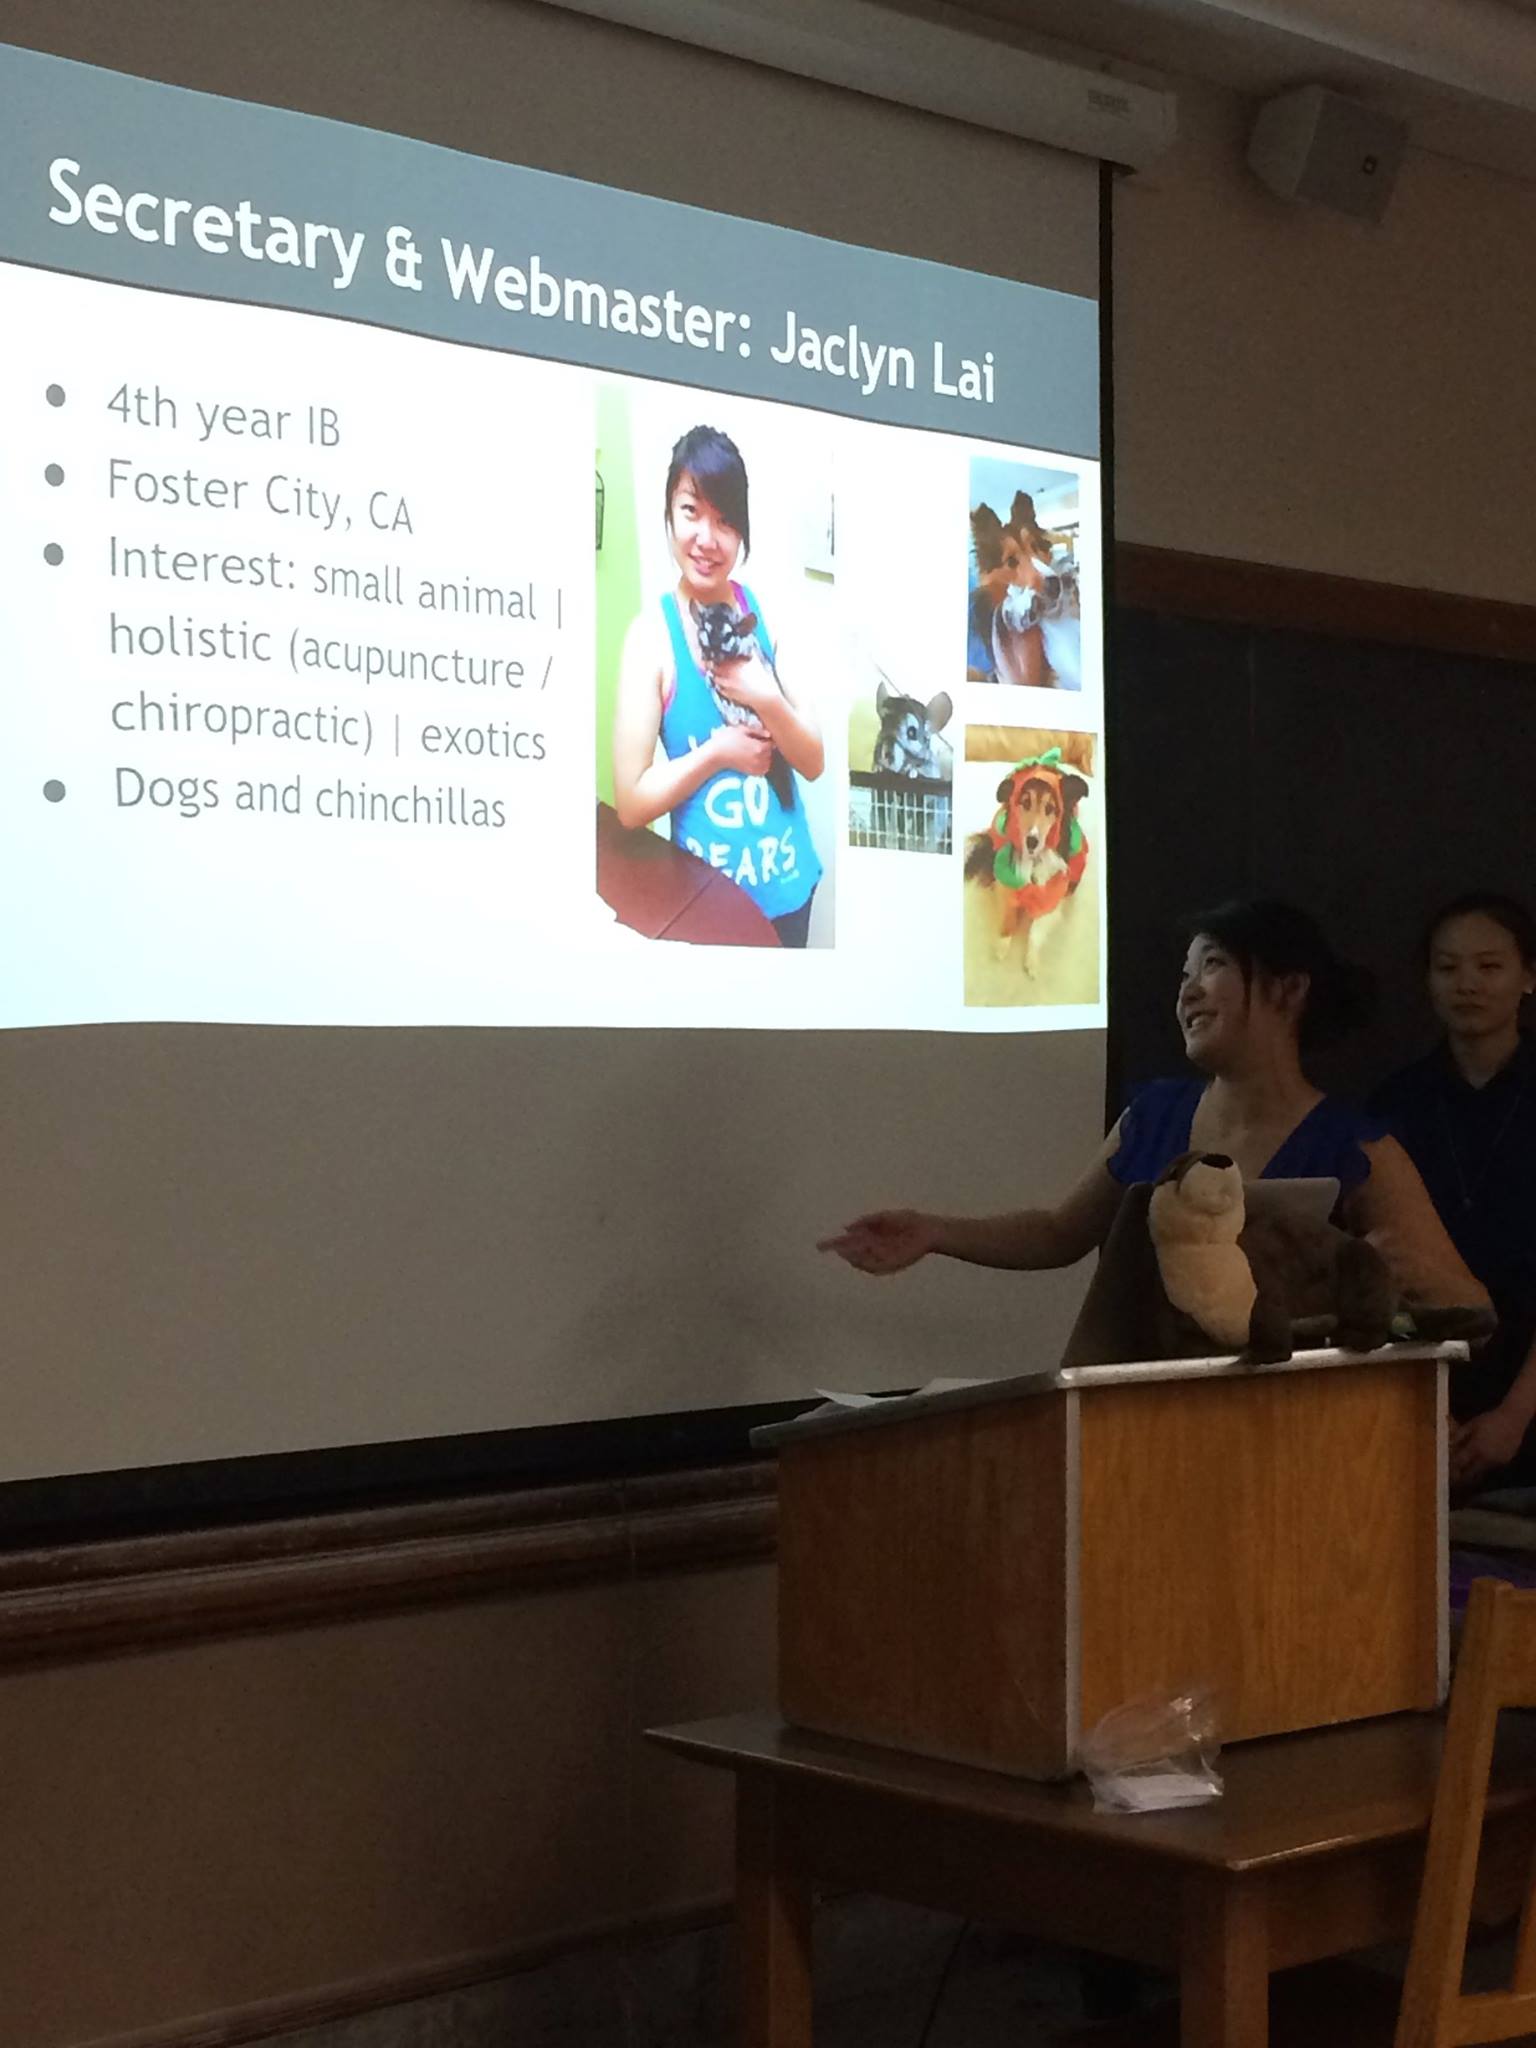 Secretary & Webmaster: Jaclyn Lai
● 4th year IB
● Foster City, CA
● Interest: small animal |
holistic (acupuncture /
chiropractic) | exotics
● Dogs and chinchillas
GO
BEARS